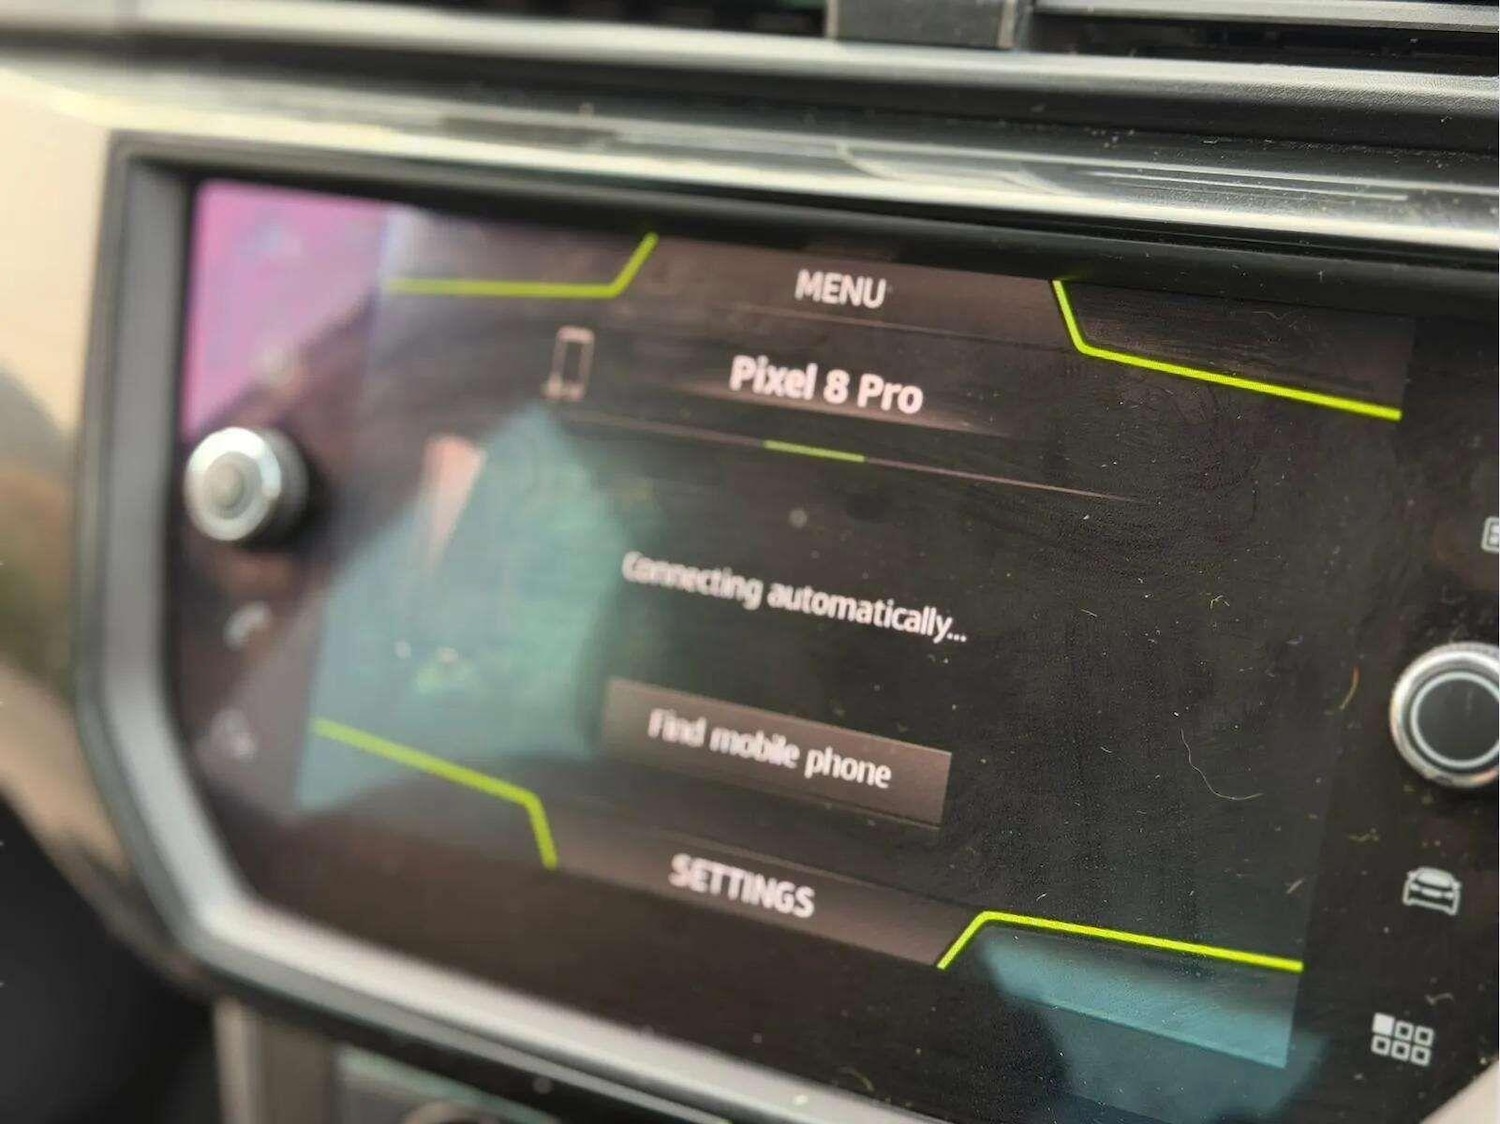 MENU
Pixel 8 Pro
Connecting automatically...
Find mobile phone
SETTINGS